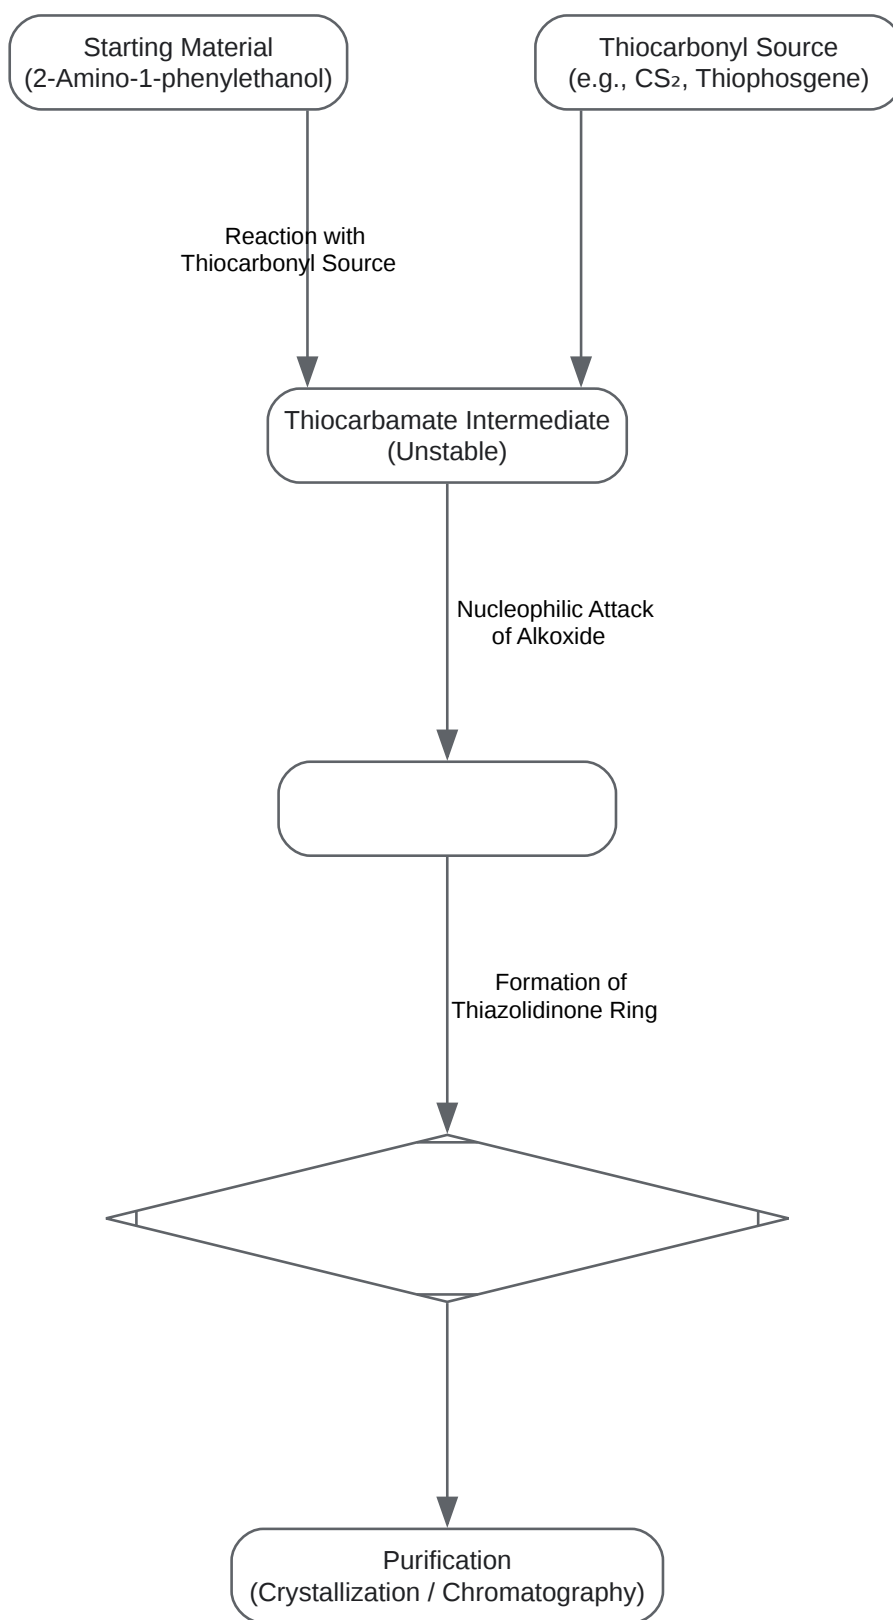 Starting Material
(2-Amino-1-phenylethanol)
Thiocarbonyl Source
(e.g., CS₂, Thiophosgene)
Reaction with
Thiocarbonyl Source
Thiocarbamate Intermediate
(Unstable)
Nucleophilic Attack
of Alkoxide
Formation of
Thiazolidinone Ring
Purification
(Crystallization / Chromatography)